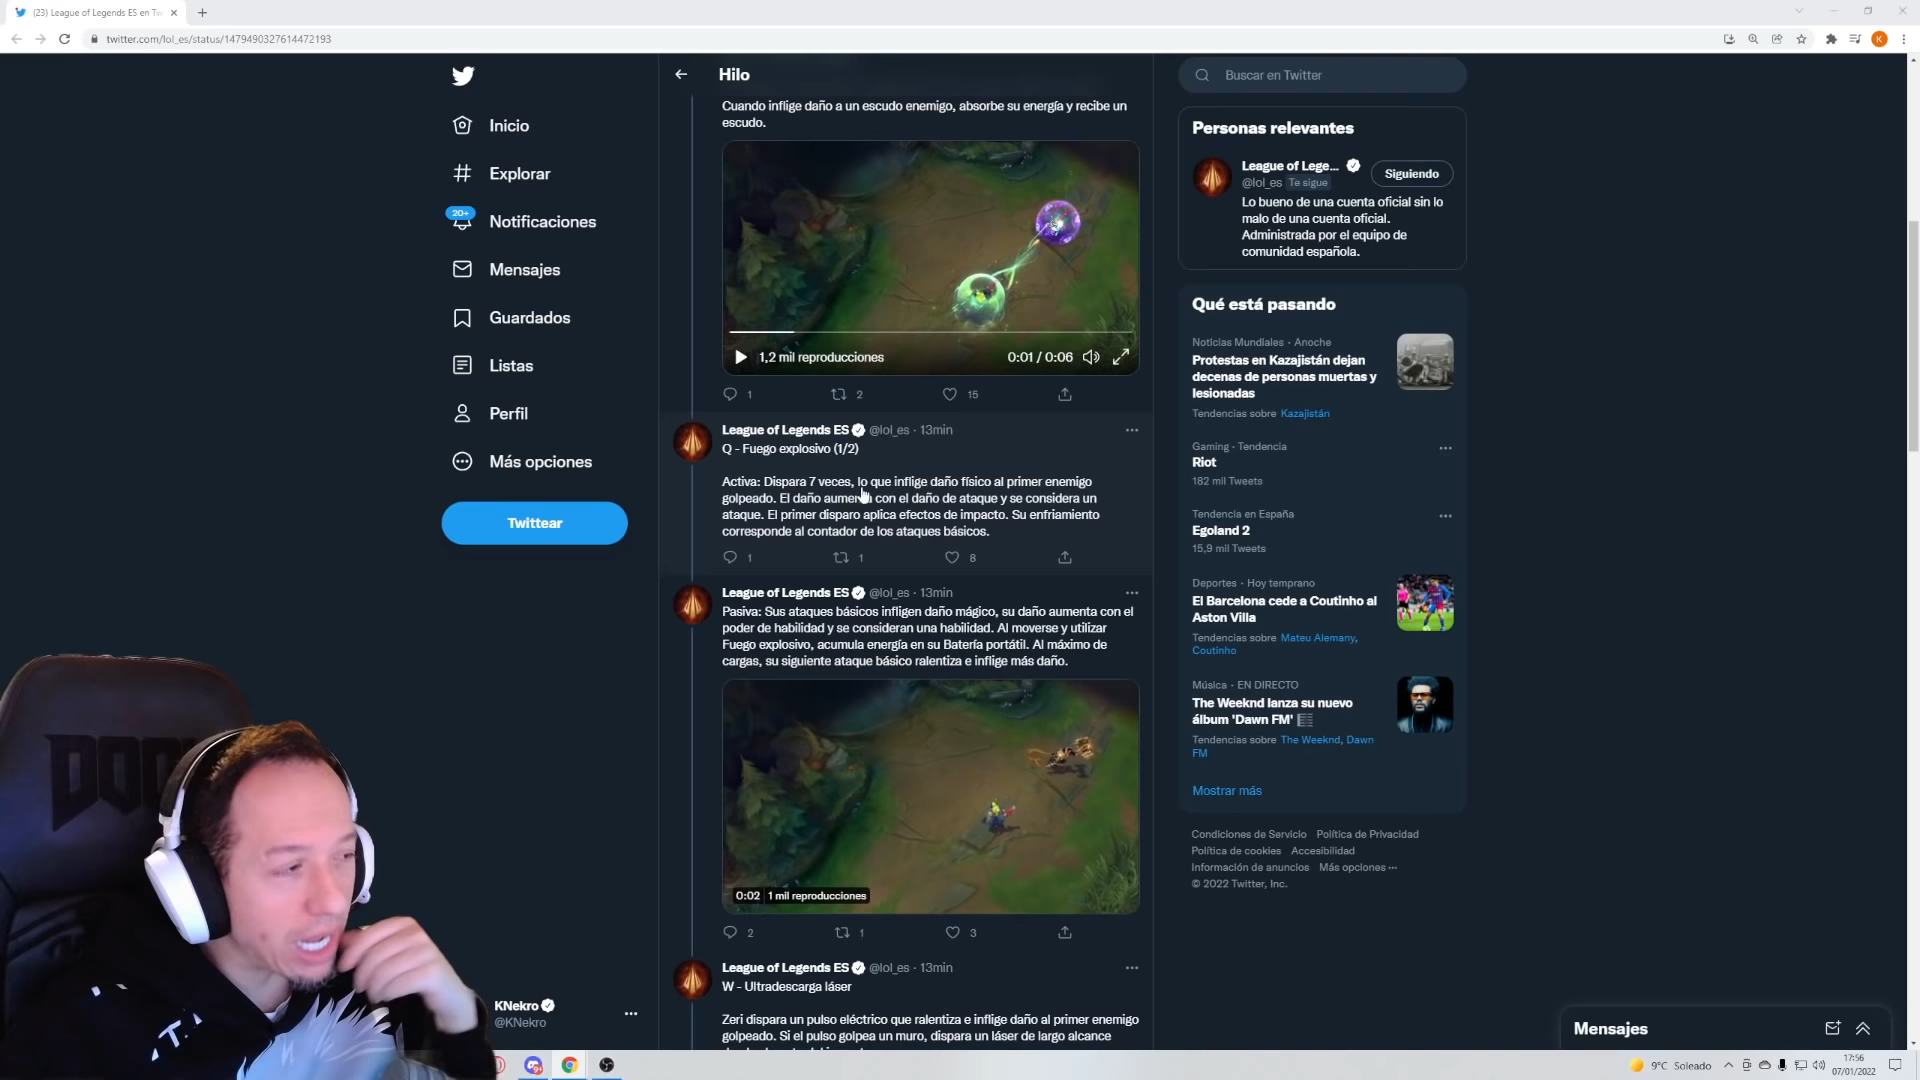 (23) League of Legends ES en Tw
twitter.com/lol_es/status/1479490327614472193
K
Inicio
Explorar
20+
Notificaciones
Mensajes
Guardados
Listas
Perfil
Más opciones
Twittear
KNekro
@KNekro
Hilo
Cuando inflige daño a un escudo enemigo, absorbe su energía y recibe un
escudo.
1,2 mil reproducciones
0:01 / 0:06
1
2
15
League of Legends ES @lol_es · 13min
Q - Fuego explosivo (1/2)
Activa: Dispara 7 veces, lo que inflige daño físico al primer enemigo
golpeado. El daño aumenta con el daño de ataque y se considera un
ataque. El primer disparo aplica efectos de impacto. Su enfriamiento
corresponde al contador de los ataques básicos.
1
1
8
League of Legends ES @lol_es · 13min
Pasiva: Sus ataques básicos infligen daño mágico, su daño aumenta con el
poder de habilidad y se consideran una habilidad. Al moverse y utilizar
Fuego explosivo, acumula energía en su Batería portátil. Al máximo de
cargas, su siguiente ataque básico ralentiza e inflige más daño.
0:02 1 mil reproducciones
2
1
3
League of Legends ES @lol_es · 13min
W - Ultradescarga láser
Zeri dispara un pulso eléctrico que ralentiza e inflige daño al primer enemigo
golpeado. Si el pulso golpea un muro, dispara un láser de largo alcance
Buscar en Twitter
Personas relevantes
League of Lege...
@lol_es Te sigue
Siguiendo
Lo bueno de una cuenta oficial sin lo
malo de una cuenta oficial.
Administrada por el equipo de
comunidad española.
Qué está pasando
Noticias Mundiales · Anoche
Protestas en Kazajistán dejan
decenas de personas muertas y
lesionadas
Tendencias sobre Kazajistán
Gaming · Tendencia
Riot
182 mil Tweets
Tendencia en España
Egoland 2
15,9 mil Tweets
Deportes · Hoy temprano
El Barcelona cede a Coutinho al
Aston Villa
Tendencias sobre Mateu Alemany,
Coutinho
Música · EN DIRECTO
The Weeknd lanza su nuevo
álbum 'Dawn FM'
Tendencias sobre The Weeknd, Dawn
FM
Mostrar más
Condiciones de Servicio Política de Privacidad
Política de cookies Accesibilidad
Información de anuncios Más opciones ···
© 2022 Twitter, Inc.
Mensajes
9°C Soleado
17:56
07/01/2022